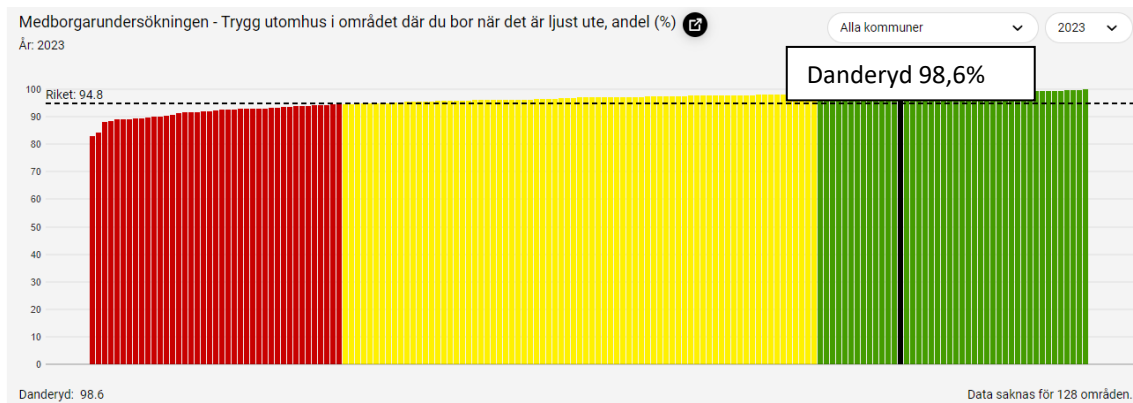 Medborgarundersökningen - Trygg utomhus i området där du bor när det är ljust ute, andel (%)
År: 2023
Alla kommuner
2023
Danderyd 98,6%
Riket: 94.8
100
90
80
70
60
50
40
30
20
10
0
Danderyd: 98.6
Data saknas för 128 områden.